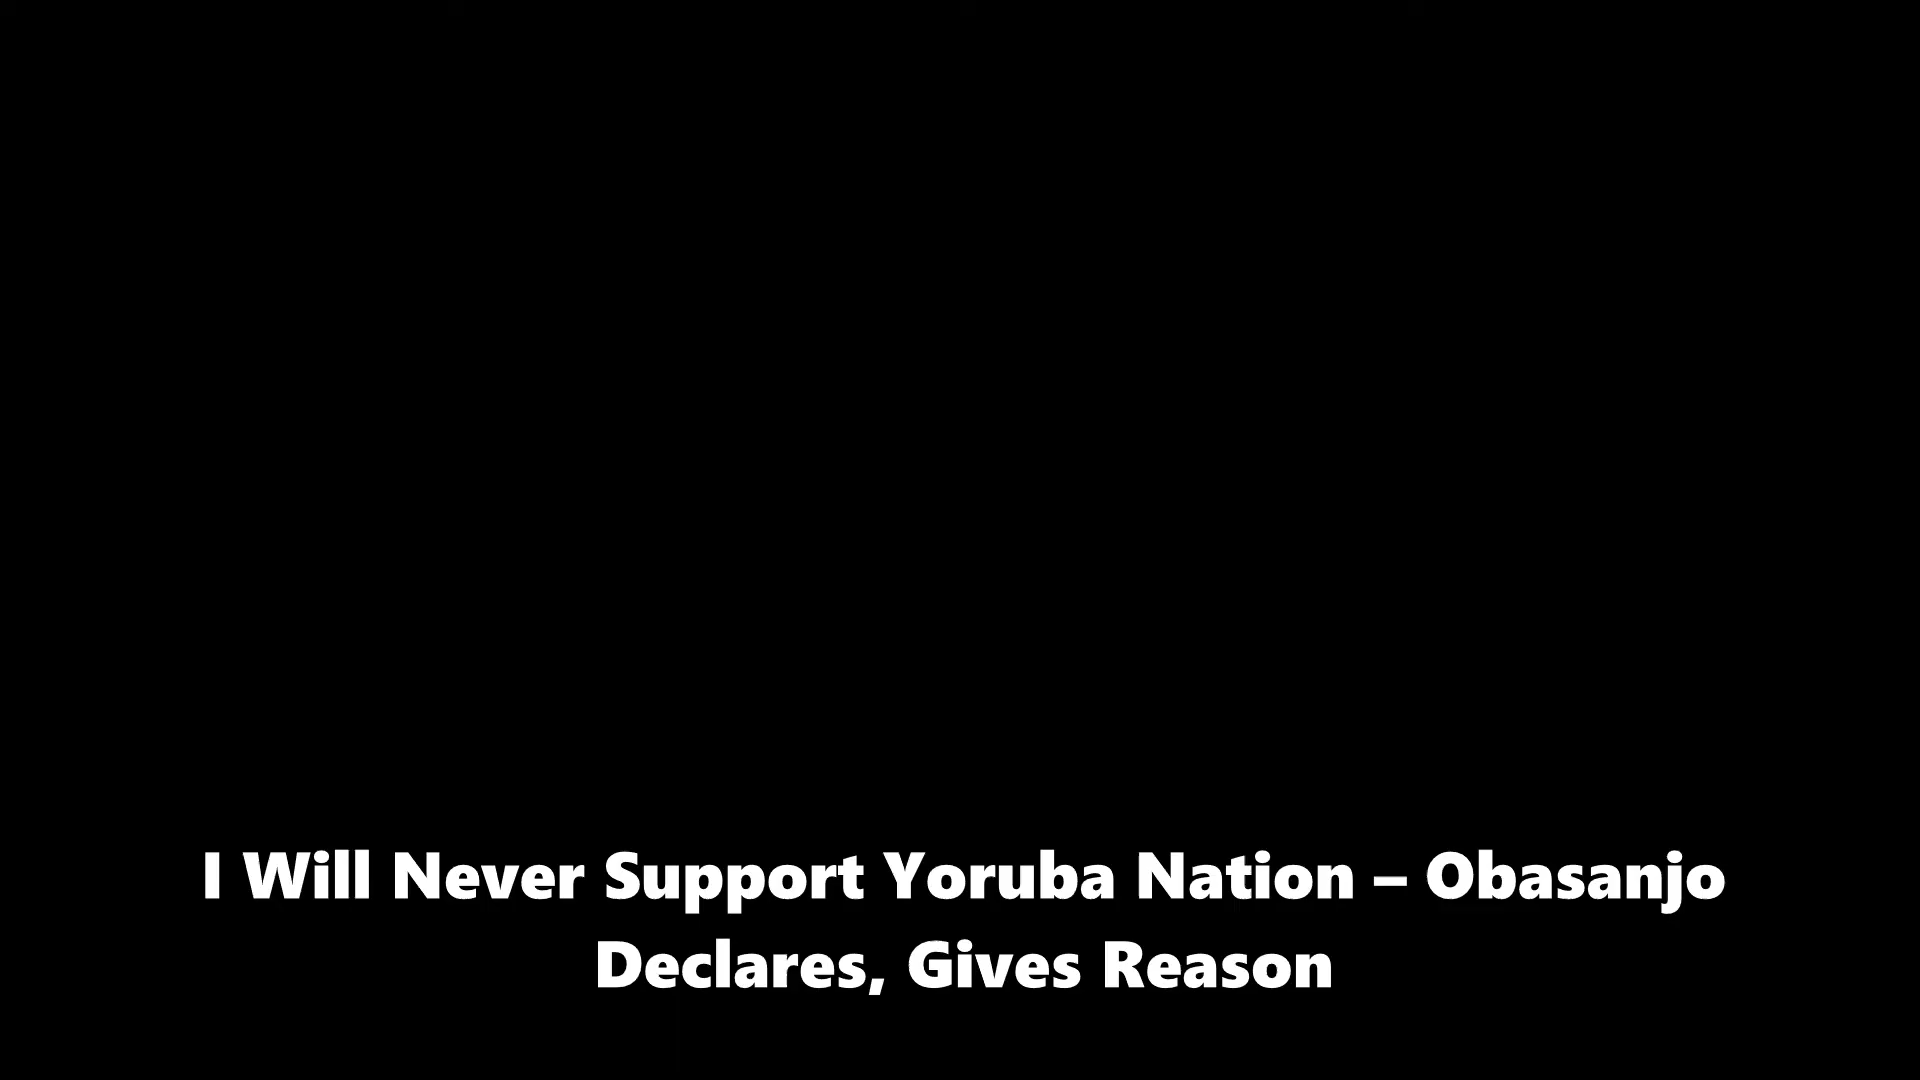 I Will Never Support Yoruba Nation – Obasanjo
Declares, Gives Reason